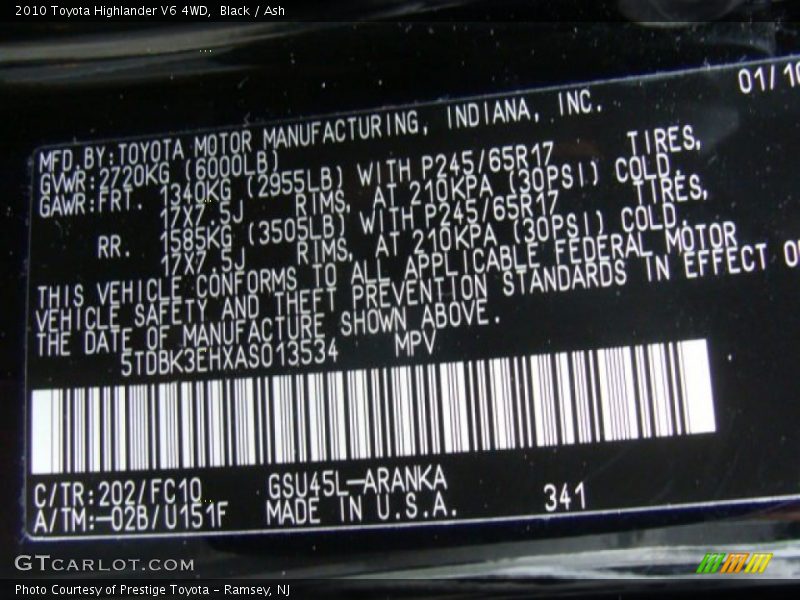 2010 Toyota Highlander V6 4WD, Black / Ash
01/10
MFD.BY:TOYOTA MOTOR MANUFACTURING, INDIANA, INC.
GVWR:2720KG (6000LB)
GAWR:FRT. 1340KG (2955LB) WITH P245/65R17 TIRES,
17X7.5J RIMS, AT 210KPA (30PSI) COLD.
RR. 1585KG (3505LB) WITH P245/65R17 TIRES,
17X7.5J RIMS, AT 210KPA (30PSI) COLD.
THIS VEHICLE CONFORMS TO ALL APPLICABLE FEDERAL MOTOR
VEHICLE SAFETY AND THEFT PREVENTION STANDARDS IN EFFECT
THE DATE OF MANUFACTURE SHOWN ABOVE.
5TDBK3EHXAS013534 MPV
C/TR:202/FC10 GSU45L-ARANKA
A/TM:-02B/U151F MADE IN U.S.A. 341
GTCARLOT.COM
Photo Courtesy of Prestige Toyota - Ramsey, NJ